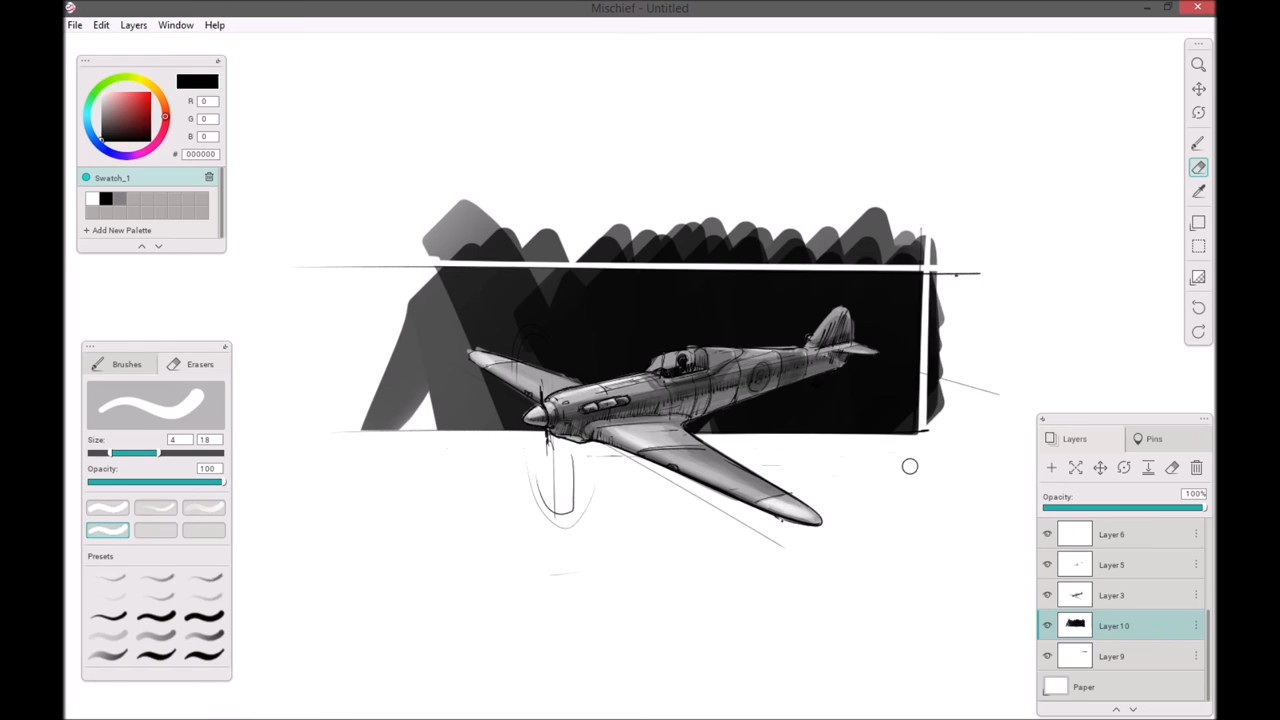 Mischief - Untitled
File Edit Layers Window Help
R 0
G 0
B 0
# 000000
Swatch_1
+ Add New Palette
Brushes Erasers
Size: 4 18
Opacity: 100
Presets
Layers Pins
Opacity: 100%
Layer 6
Layer 5
Layer 3
Layer 10
Layer 9
Paper